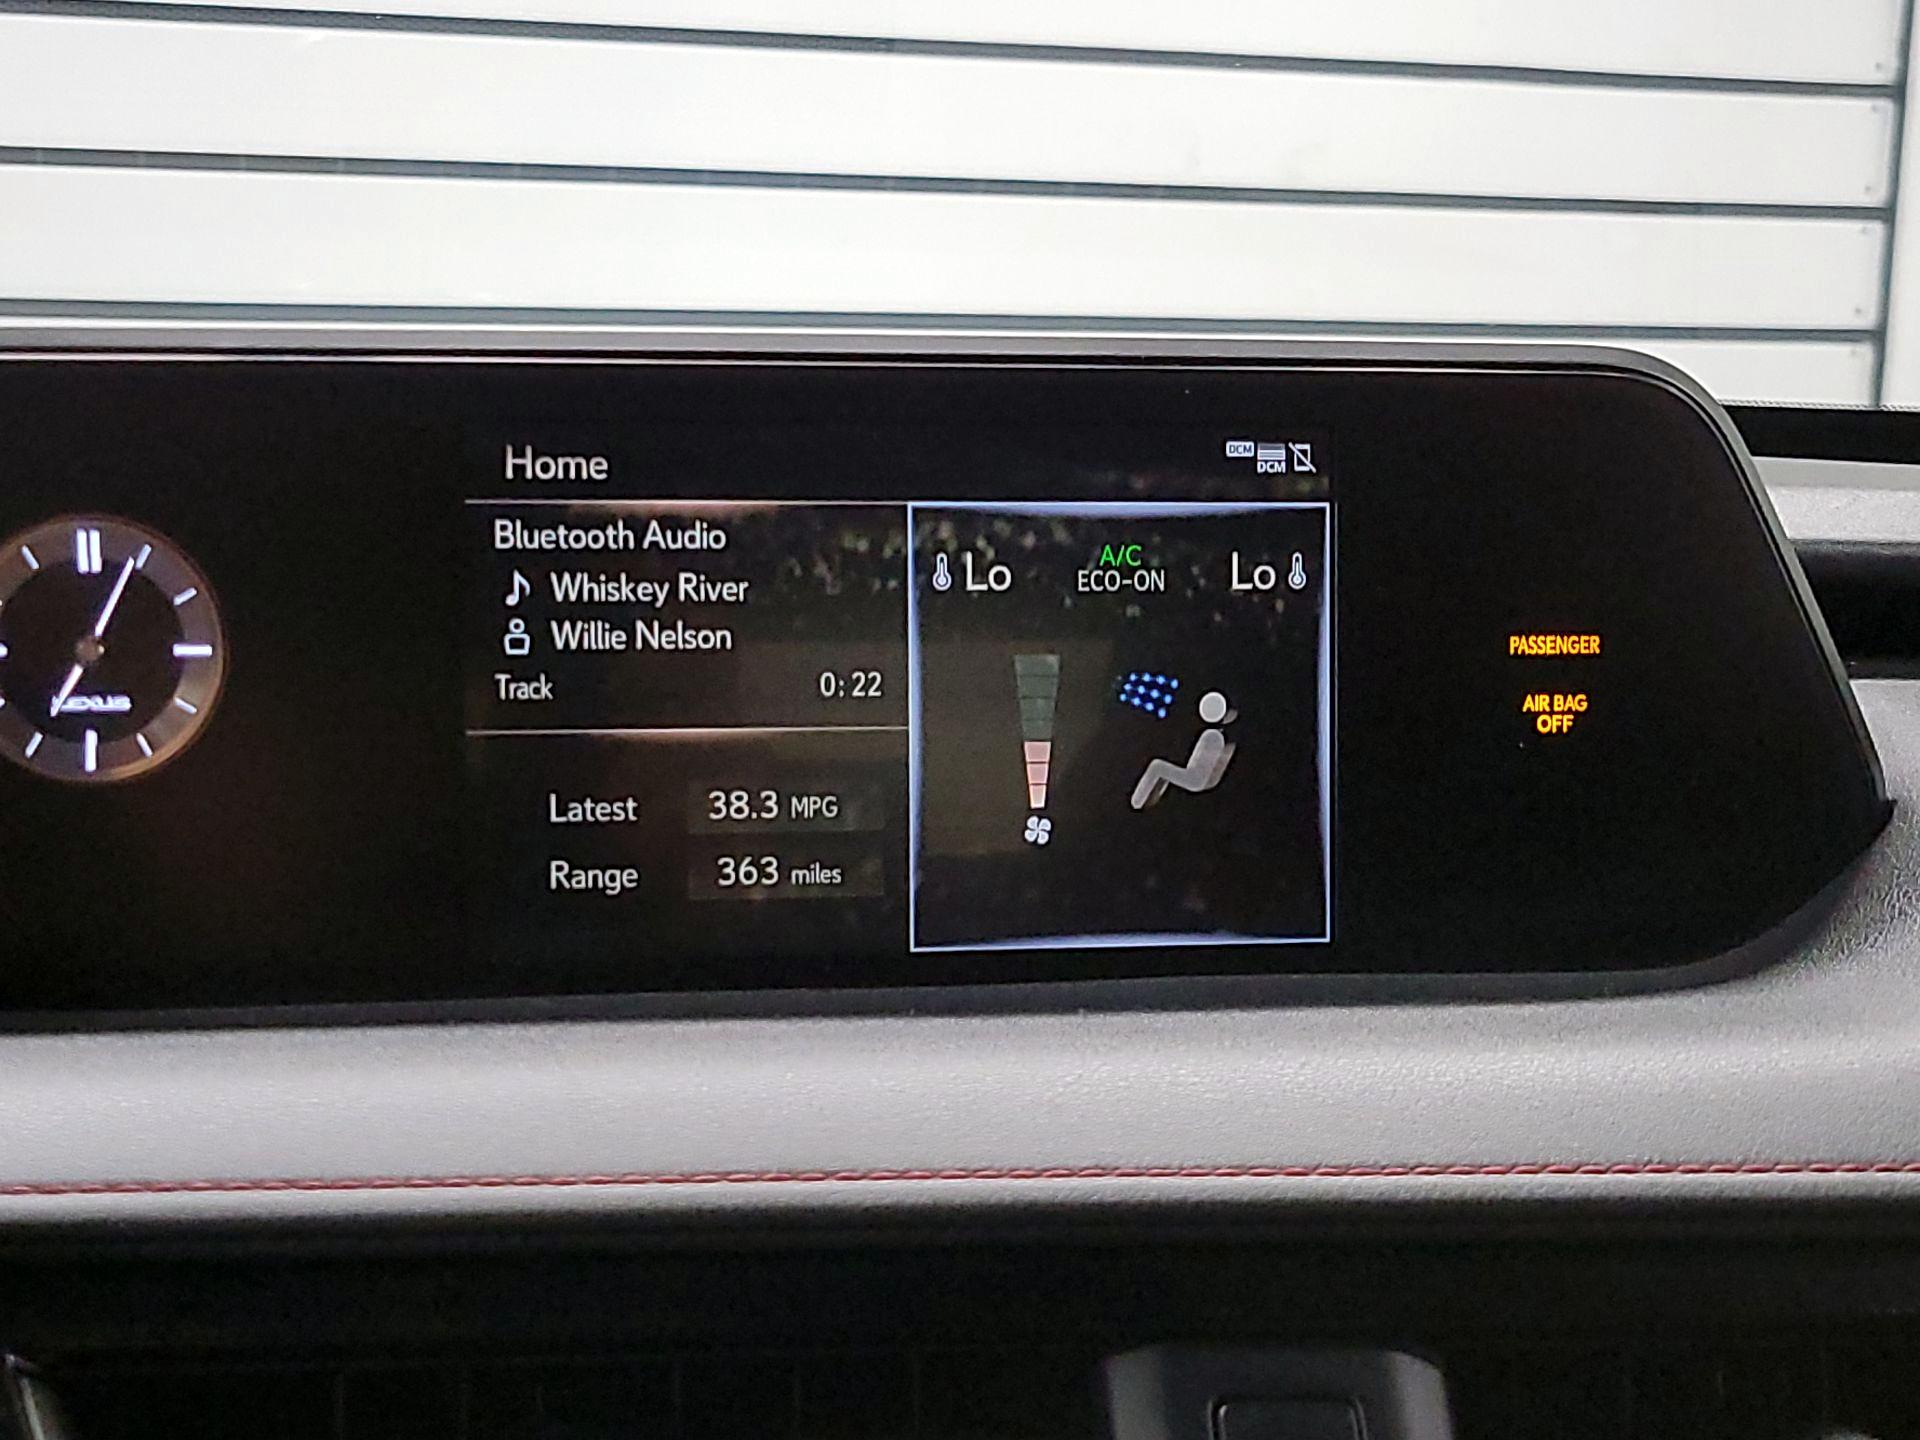 Home
DCM
DCM
Bluetooth Audio
Whiskey River
Willie Nelson
Track 0:22
Latest 38.3 MPG
Range 363 miles
Lo A/C Lo
ECO-ON
PASSENGER
AIR BAG
OFF
LEXUS